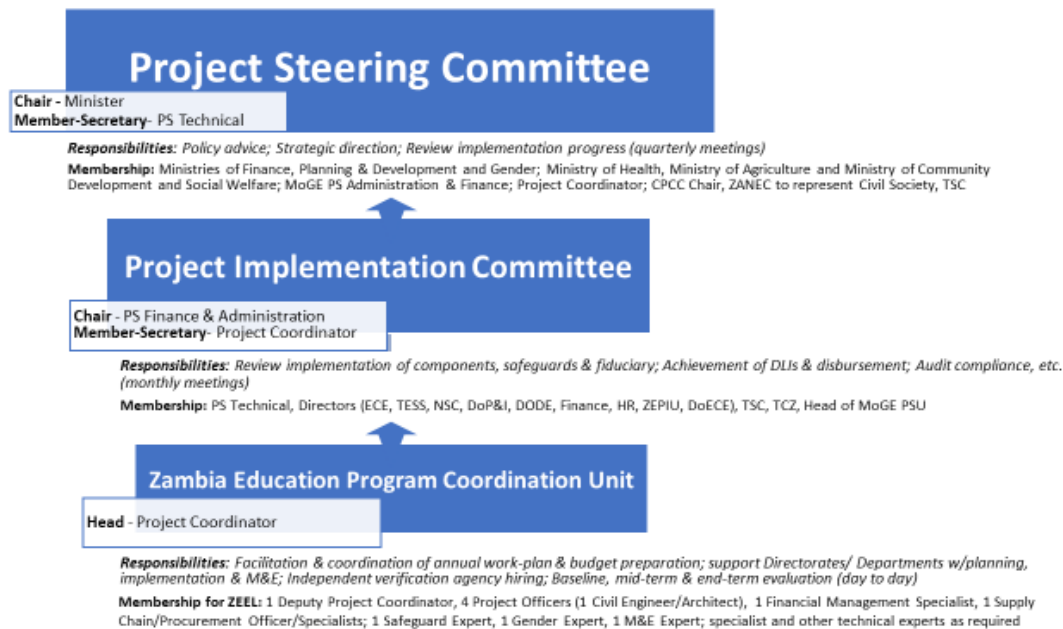 Project Steering Committee
Chair - Minister
Member-Secretary- PS Technical
Responsibilities: Policy advice; Strategic direction; Review implementation progress (quarterly meetings)
Membership: Ministries of Finance, Planning & Development and Gender; Ministry of Health, Ministry of Agriculture and Ministry of Community
Development and Social Welfare; MoGE PS Administration & Finance; Project Coordinator; CPCC Chair, ZANEC to represent Civil Society, TSC
Project Implementation Committee
Chair - PS Finance & Administration
Member-Secretary- Project Coordinator
Responsibilities: Review implementation of components, safeguards & fiduciary; Achievement of DLIs & disbursement; Audit compliance, etc.
(monthly meetings)
Membership: PS Technical, Directors (ECE, TESS, NSC, DoP&I, DODE, Finance, HR, ZEPIU, DoECE), TSC, TCZ, Head of MoGE PSU
Zambia Education Program Coordination Unit
Head - Project Coordinator
Responsibilities: Facilitation & coordination of annual work-plan & budget preparation; support Directorates/ Departments w/planning,
implementation & M&E; Independent verification agency hiring; Baseline, mid-term & end-term evaluation (day to day)
Membership for ZEEL: 1 Deputy Project Coordinator, 4 Project Officers (1 Civil Engineer/Architect), 1 Financial Management Specialist, 1 Supply
Chain/Procurement Officer/Specialists; 1 Safeguard Expert, 1 Gender Expert, 1 M&E Expert; specialist and other technical experts as required